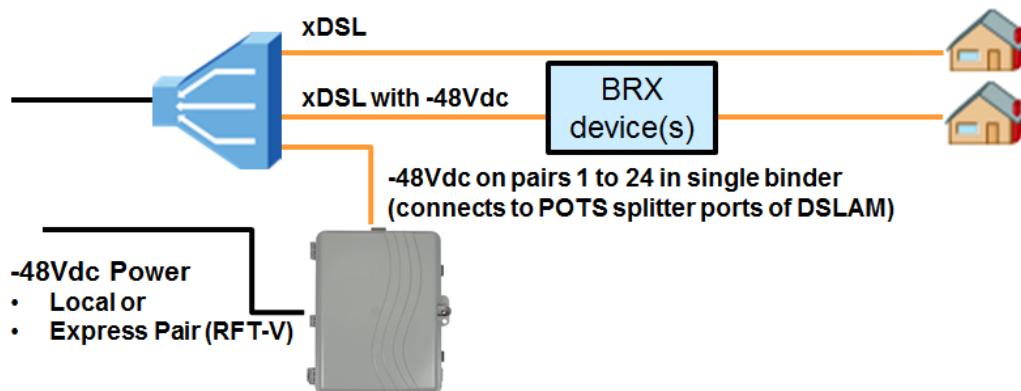 xDSL
xDSL with -48Vdc
BRX
device(s)
-48Vdc on pairs 1 to 24 in single binder
(connects to POTS splitter ports of DSLAM)
-48Vdc Power
• Local or
• Express Pair (RFT-V)